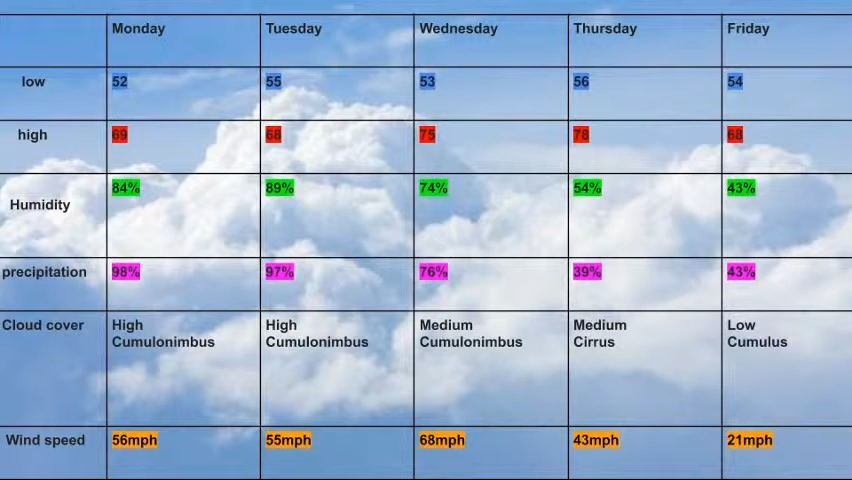 Monday Tuesday Wednesday Thursday Friday
low 52 55 53 56 54
high 69 68 75 78 68
Humidity 84% 89% 74% 54% 43%
precipitation 98% 97% 76% 39% 43%
Cloud cover High High Medium Medium Low
Cumulonimbus Cumulonimbus Cumulonimbus Cirrus Cumulus
Wind speed 56mph 55mph 68mph 43mph 21mph